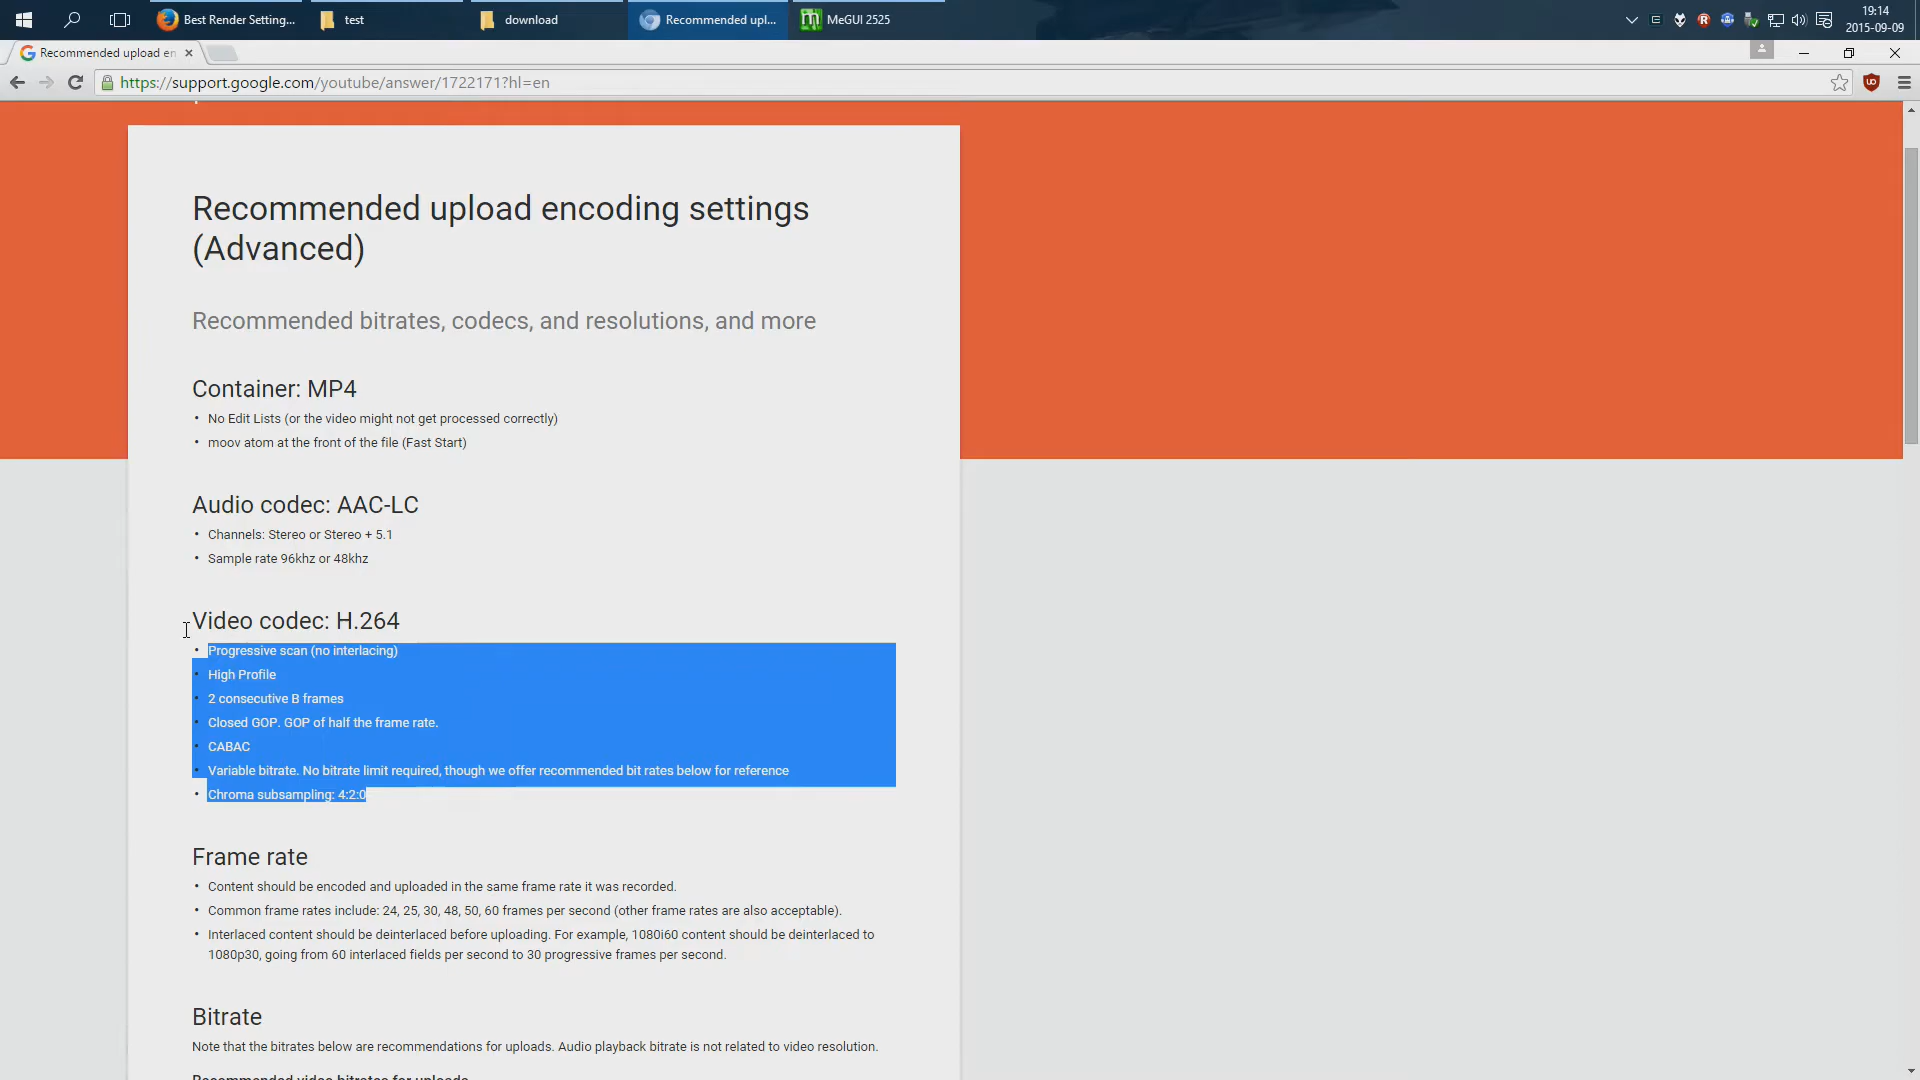 Best Render Setting...
test
download
Recommended upl...
MeGUI 2525
19:14
2015-09-09
Recommended upload en
https://support.google.com/youtube/answer/1722171?hl=en
Recommended upload encoding settings
(Advanced)
Recommended bitrates, codecs, and resolutions, and more
Container: MP4
• No Edit Lists (or the video might not get processed correctly)
• moov atom at the front of the file (Fast Start)
Audio codec: AAC-LC
• Channels: Stereo or Stereo + 5.1
• Sample rate 96khz or 48khz
Video codec: H.264
• Progressive scan (no interlacing)
• High Profile
• 2 consecutive B frames
• Closed GOP. GOP of half the frame rate.
• CABAC
• Variable bitrate. No bitrate limit required, though we offer recommended bit rates below for reference
• Chroma subsampling: 4:2:0
Frame rate
• Content should be encoded and uploaded in the same frame rate it was recorded.
• Common frame rates include: 24, 25, 30, 48, 50, 60 frames per second (other frame rates are also acceptable).
• Interlaced content should be deinterlaced before uploading. For example, 1080i60 content should be deinterlaced to
1080p30, going from 60 interlaced fields per second to 30 progressive frames per second.
Bitrate
Note that the bitrates below are recommendations for uploads. Audio playback bitrate is not related to video resolution.
Recommended video bitrates for uploads